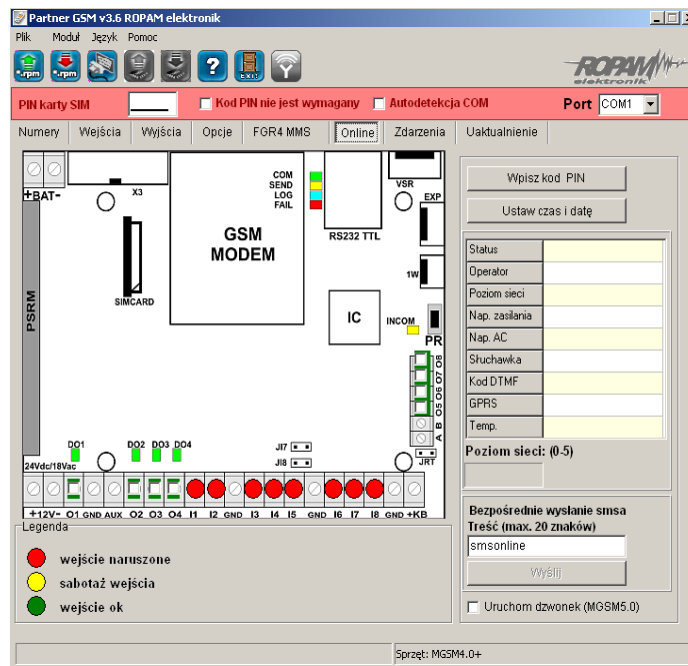 Partner GSM v3.6 ROPAM elektronik
Plik Moduł Język Pomoc
.rpm .rpm ? EXIT ROPAM
elektronik
PIN karty SIM Kod PIN nie jest wymagany Autodetekcja COM Port COM1
Numery Wejścia Wyjścia Opcje FGR4 MMS Online Zdarzenia Uaktualnienie
+BAT-
X3
COM
SEND
LOG
FAIL
VSR
EXP
RS232 TTL
GSM
MODEM
1W
SIMCARD
PSRM
IC
INCOM
PR
O5 O6 O7 O8
A B
DO1 DO2 DO3 DO4
JI7
JI8
JRT
24Vdc/18Vac
+12V- O1 GND AUX O2 O3 O4 I1 I2 GND I3 I4 I5 GND I6 I7 I8 GND +KB
Legenda
wejście naruszone
sabotaż wejścia
wejście ok
Wpisz kod PIN
Ustaw czas i datę
Status
Operator
Poziom sieci
Nap. zasilania
Nap. AC
Słuchawka
Kod DTMF
GPRS
Temp.
Poziom sieci: (0-5)
Bezpośrednie wysłanie smsa
Treść (max. 20 znaków)
smsonline
Wyślij
Uruchom dzwonek (MGSM5.0)
Sprzęt: MGSM4.0+